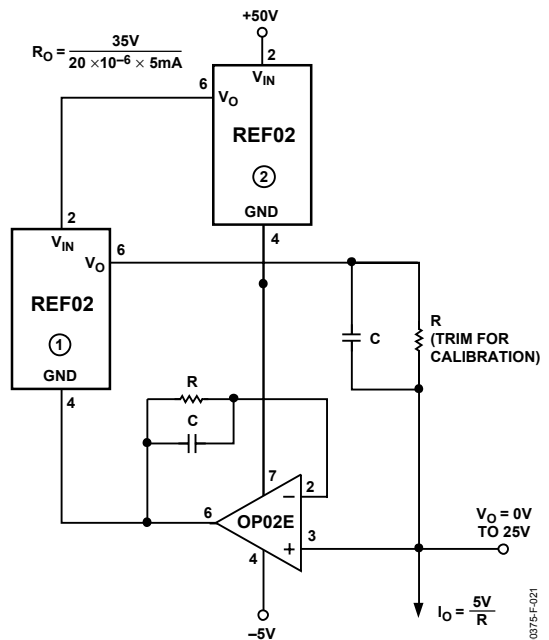 +50V
R_O = 35V
20 ×10⁻⁶ × 5mA
2
V_IN
6
V_O
REF02
2
GND
4
2
V_IN
6
V_O
REF02
1
GND
4
R
C
C
R
(TRIM FOR
CALIBRATION)
7
6
OP02E
–
2
+
3
4
–5V
V_O = 0V
TO 25V
I_O = 5V
R
0375-F-021